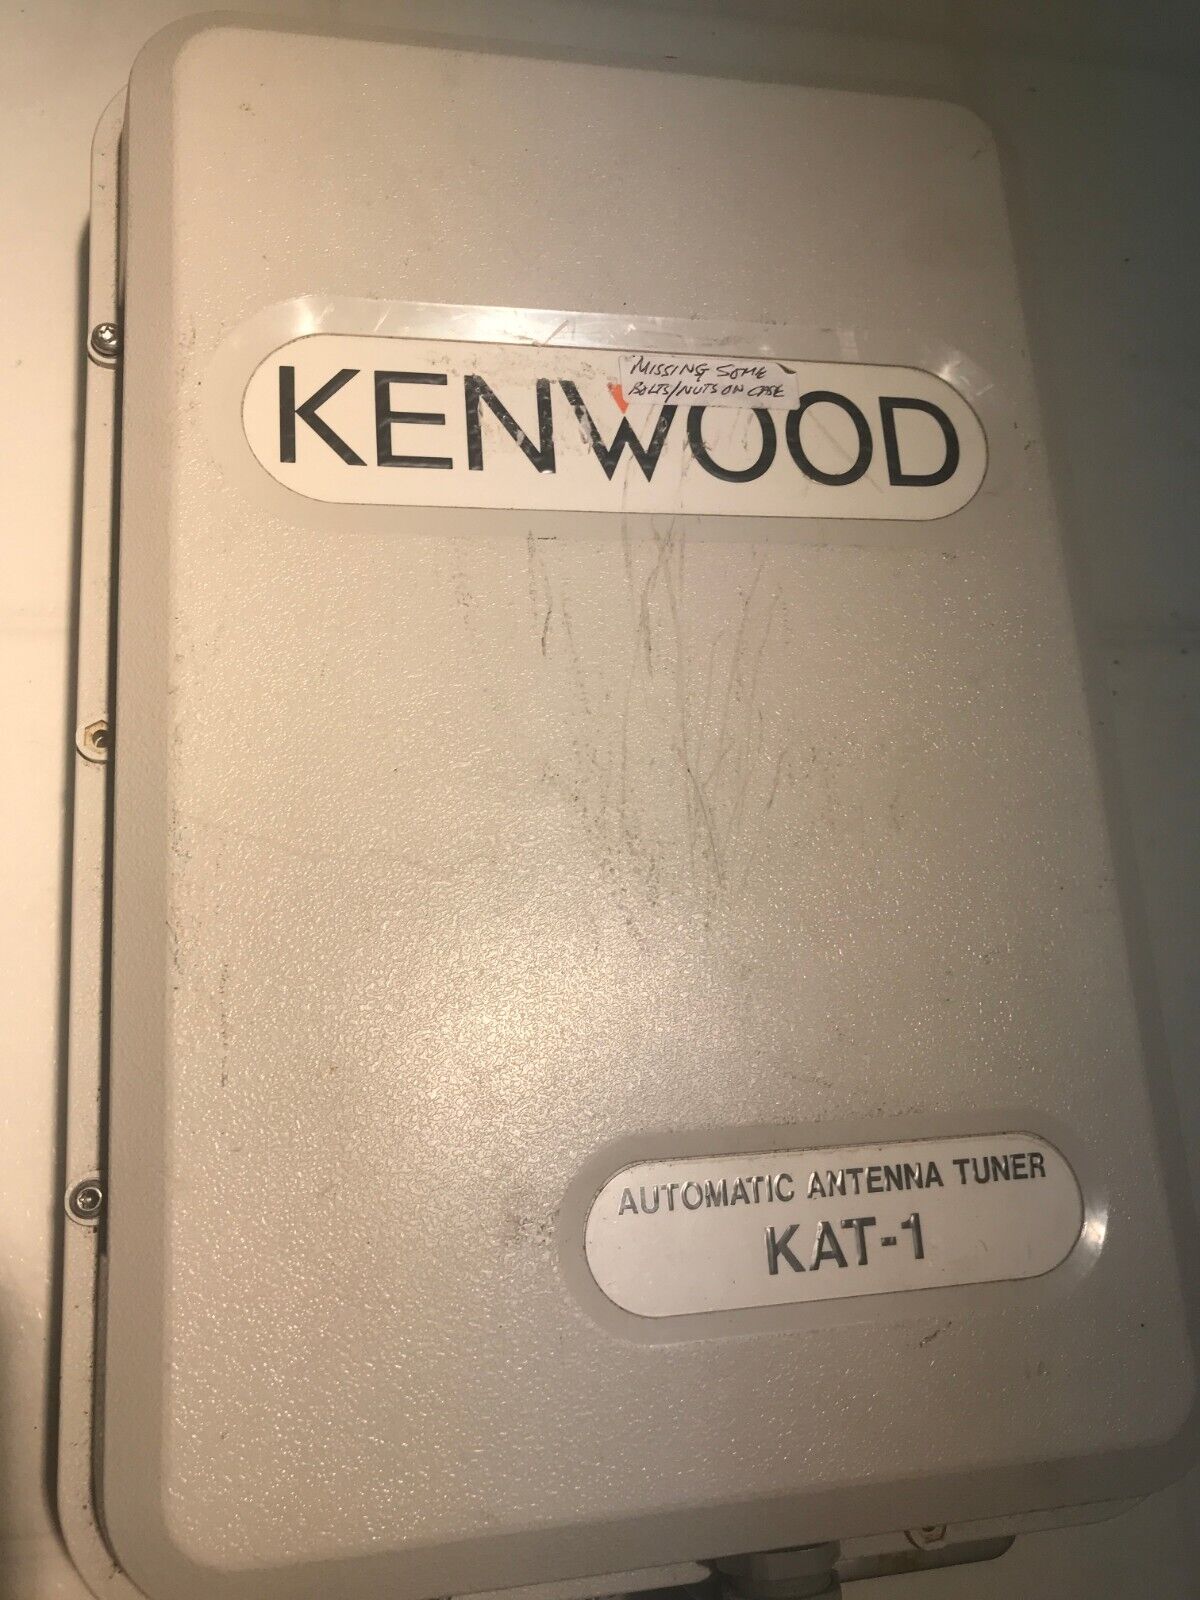 KENWOOD
MISSING SOME
BOLTS/NUTS ON CASE
AUTOMATIC ANTENNA TUNER
KAT-1